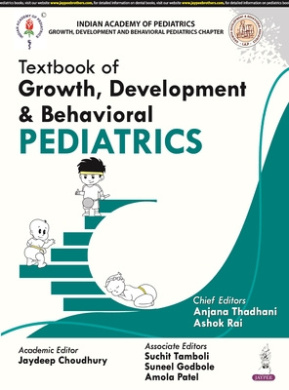 INDIAN ACADEMY OF PEDIATRICS
GROWTH, DEVELOPMENT AND BEHAVIORAL PEDIATRICS CHAPTER
Textbook of
Growth, Development
& Behavioral
PEDIATRICS
Chief Editors
Anjana Thadhani
Ashok Rai
Academic Editor
Jaydeep Choudhury
Associate Editors
Suchit Tamboli
Suneel Godbole
Amola Patel
JAYPEE